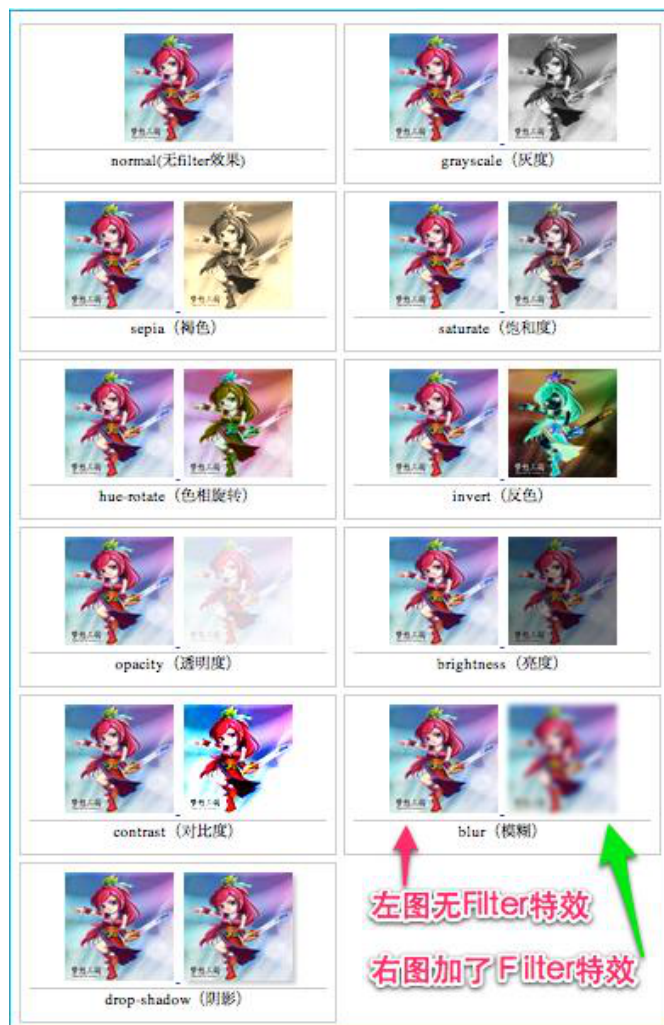 normal(无filter效果)
grayscale（灰度）
sepia（褐色）
saturate（饱和度）
hue-rotate（色相旋转）
invert（反色）
opacity（透明度）
brightness（亮度）
contrast（对比度）
blur（模糊）
左图无Filter特效
右图加了Filter特效
drop-shadow（阴影）